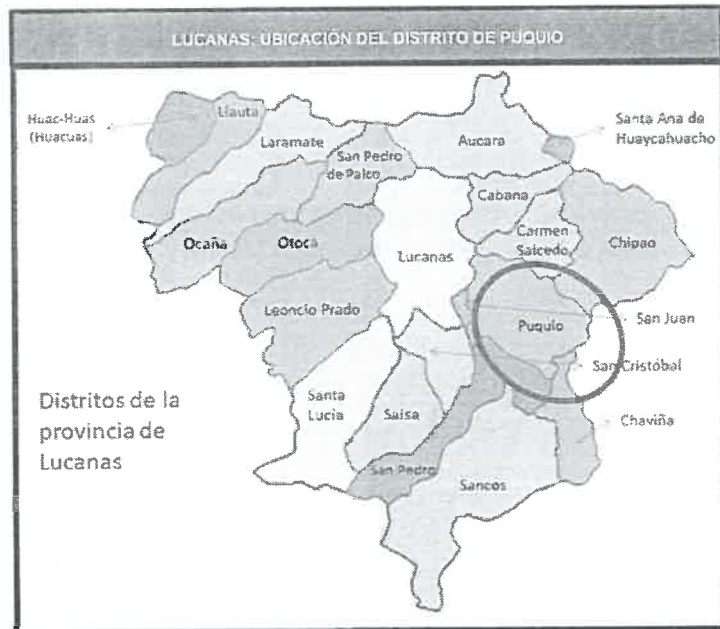 LUCANAS: UBICACIÓN DEL DISTRITO DE PUQUIO
Huac-Huas
(Huacuas)
Llauta
Laramate
San Pedro
de Palco
Aucara
Santa Ana de
Huaycahuacho
Cabana
Carmen
Salcedo
Chipao
Ocaña
Otoca
Lucanas
Leoncio Prado
Puquio
San Juan
San Cristóbal
Santa
Lucia
Saisa
Chaviña
San Pedro
Sancos
Distritos de la
provincia de
Lucanas